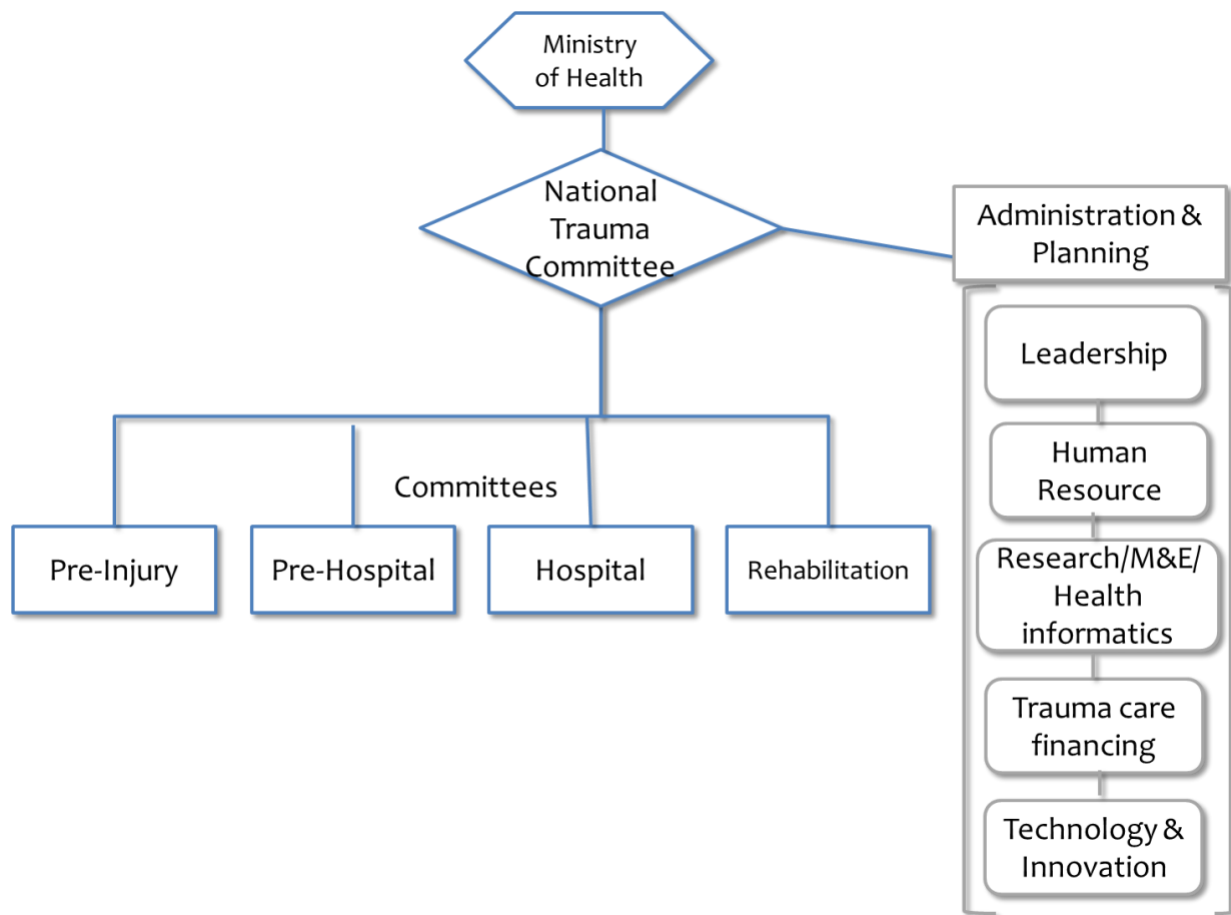 Ministry
of Health
National
Trauma
Committee
Administration &
Planning
Leadership
Human
Resource
Research/M&E/
Health
informatics
Trauma care
financing
Technology &
Innovation
Committees
Pre-Injury
Pre-Hospital
Hospital
Rehabilitation